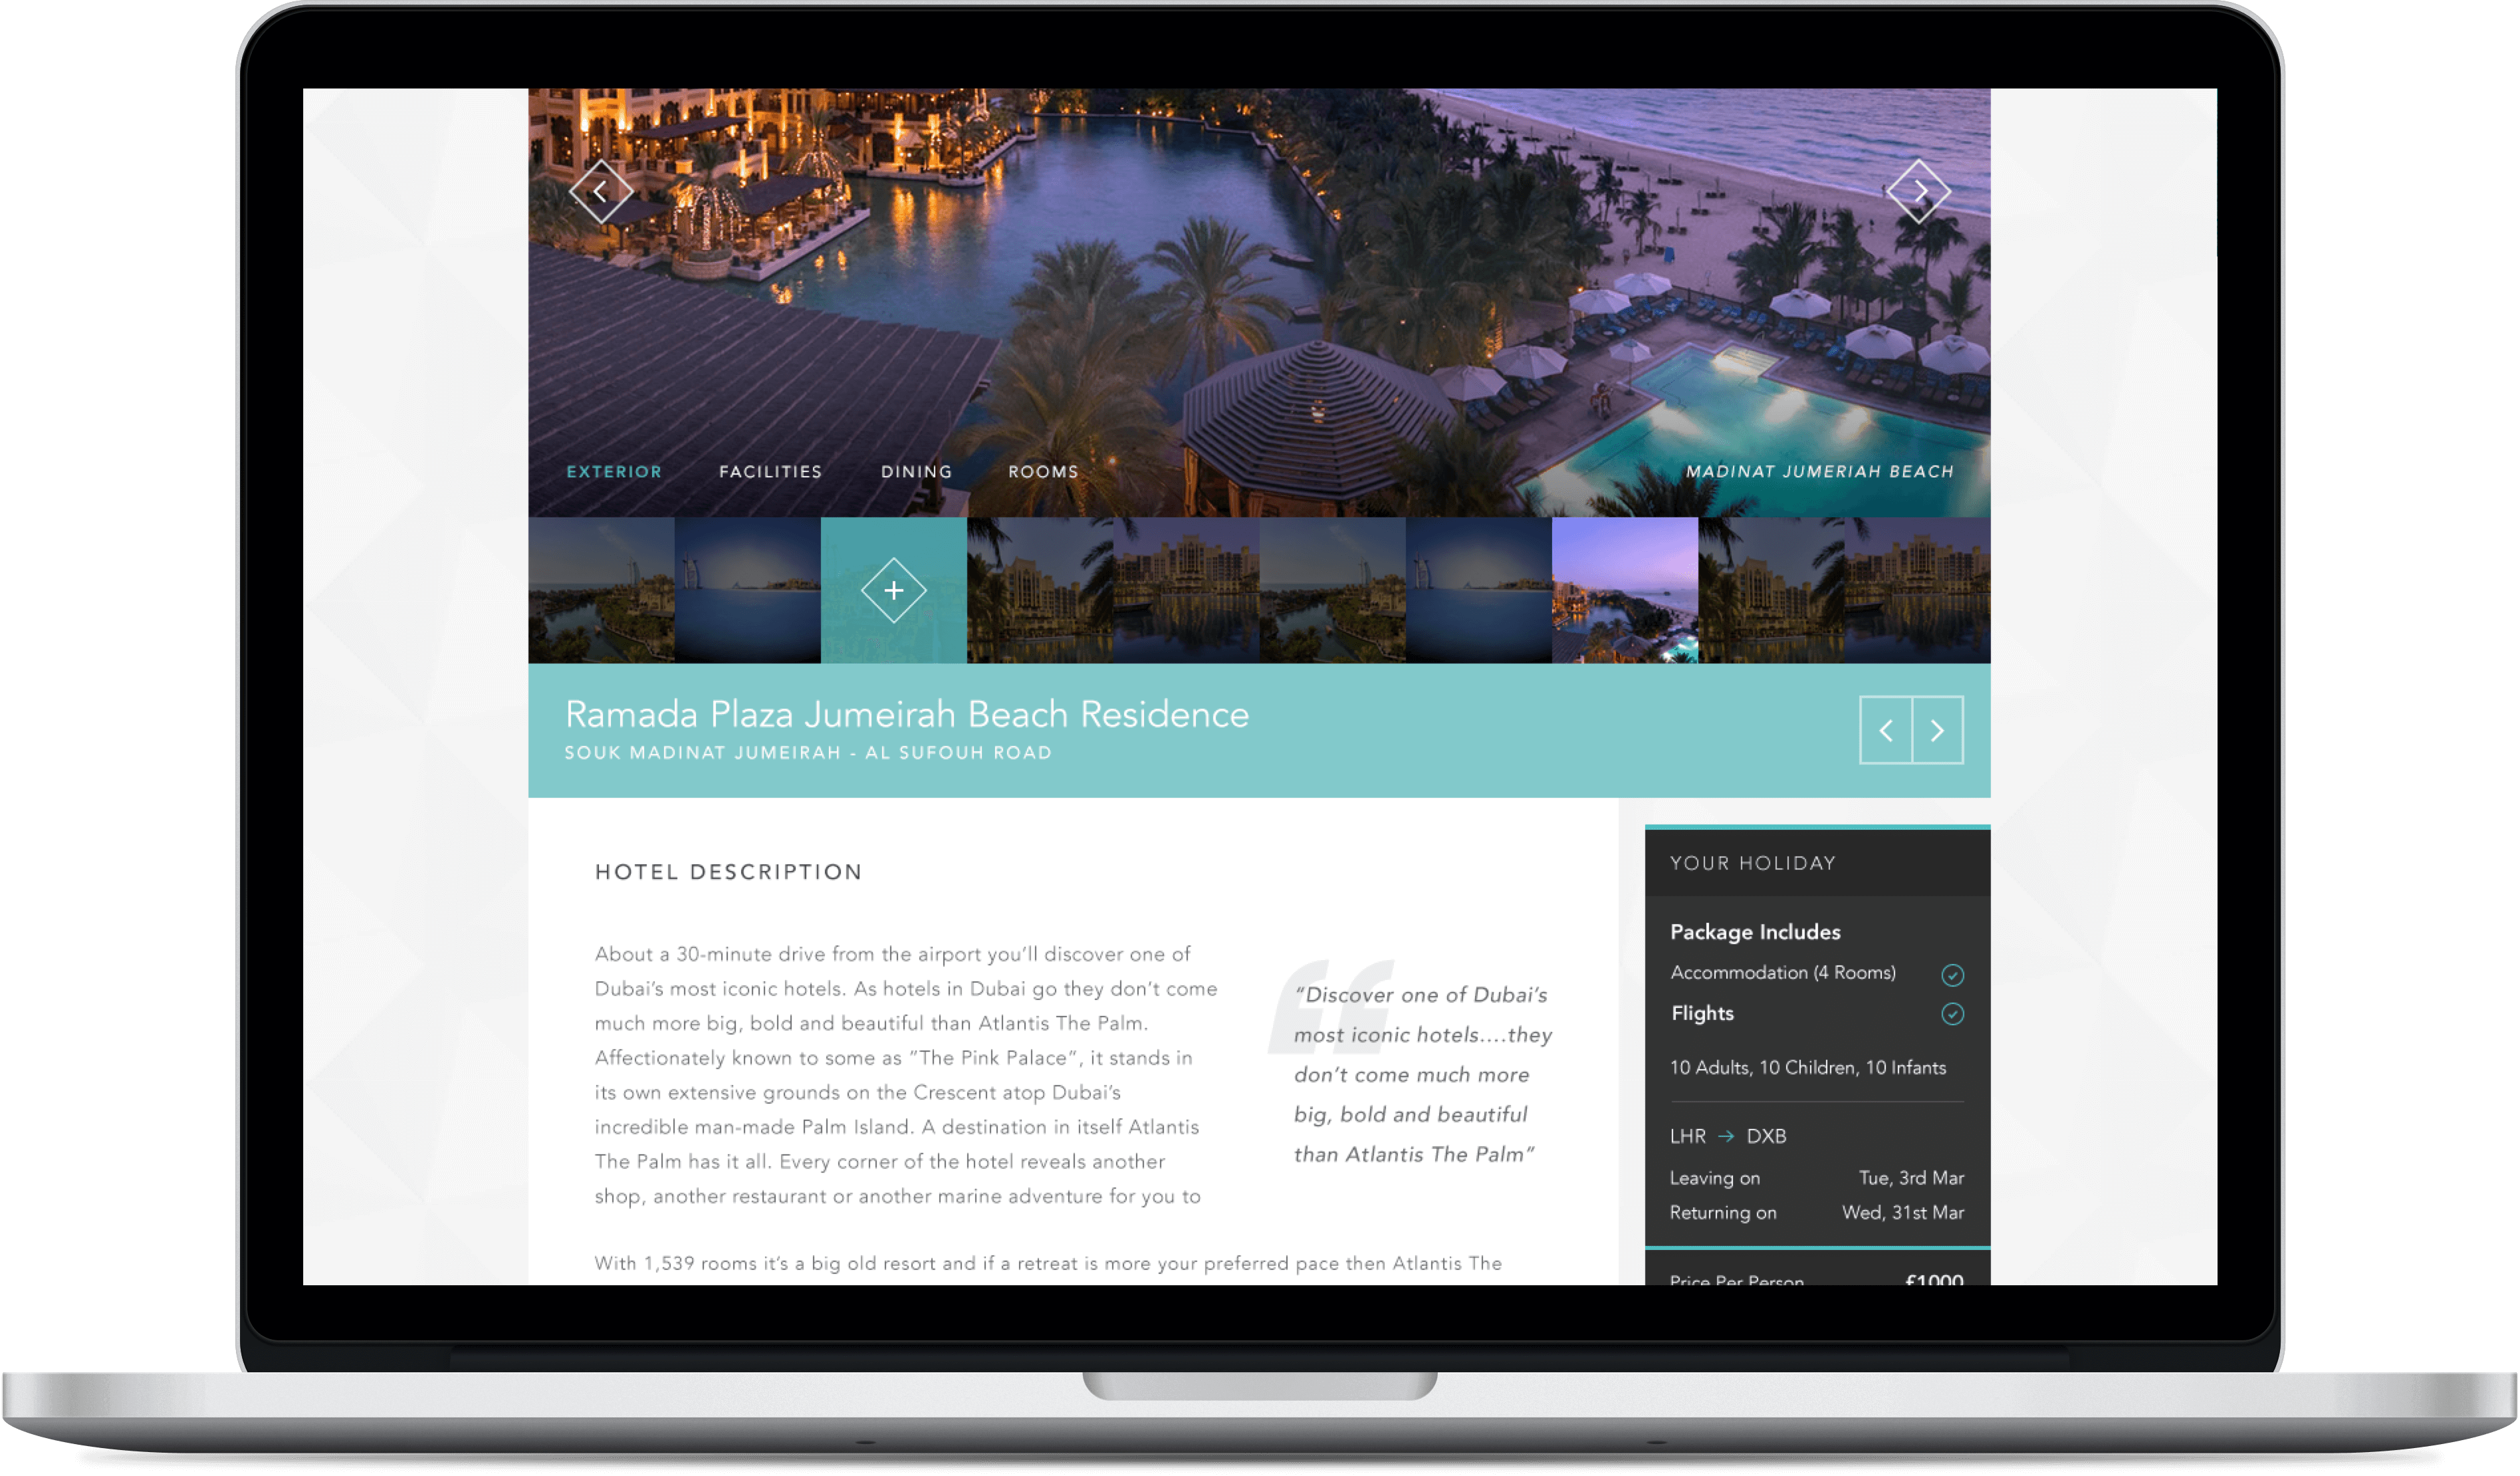 EXTERIOR FACILITIES DINING ROOMS MADINAT JUMERIAH BEACH
Ramada Plaza Jumeirah Beach Residence
SOUK MADINAT JUMEIRAH - AL SUFOUH ROAD
HOTEL DESCRIPTION
About a 30-minute drive from the airport you’ll discover one of
Dubai’s most iconic hotels. As hotels in Dubai go they don’t come
much more big, bold and beautiful than Atlantis The Palm.
Affectionately known to some as “The Pink Palace”, it stands in
its own extensive grounds on the Crescent atop Dubai’s
incredible man-made Palm Island. A destination in itself Atlantis
The Palm has it all. Every corner of the hotel reveals another
shop, another restaurant or another marine adventure for you to
“Discover one of Dubai’s
most iconic hotels....they
don’t come much more
big, bold and beautiful
than Atlantis The Palm”
With 1,539 rooms it’s a big old resort and if a retreat is more your preferred pace then Atlantis The
YOUR HOLIDAY
Package Includes
Accommodation (4 Rooms)
Flights
10 Adults, 10 Children, 10 Infants
LHR → DXB
Leaving on Tue, 3rd Mar
Returning on Wed, 31st Mar
Price Per Person £1000